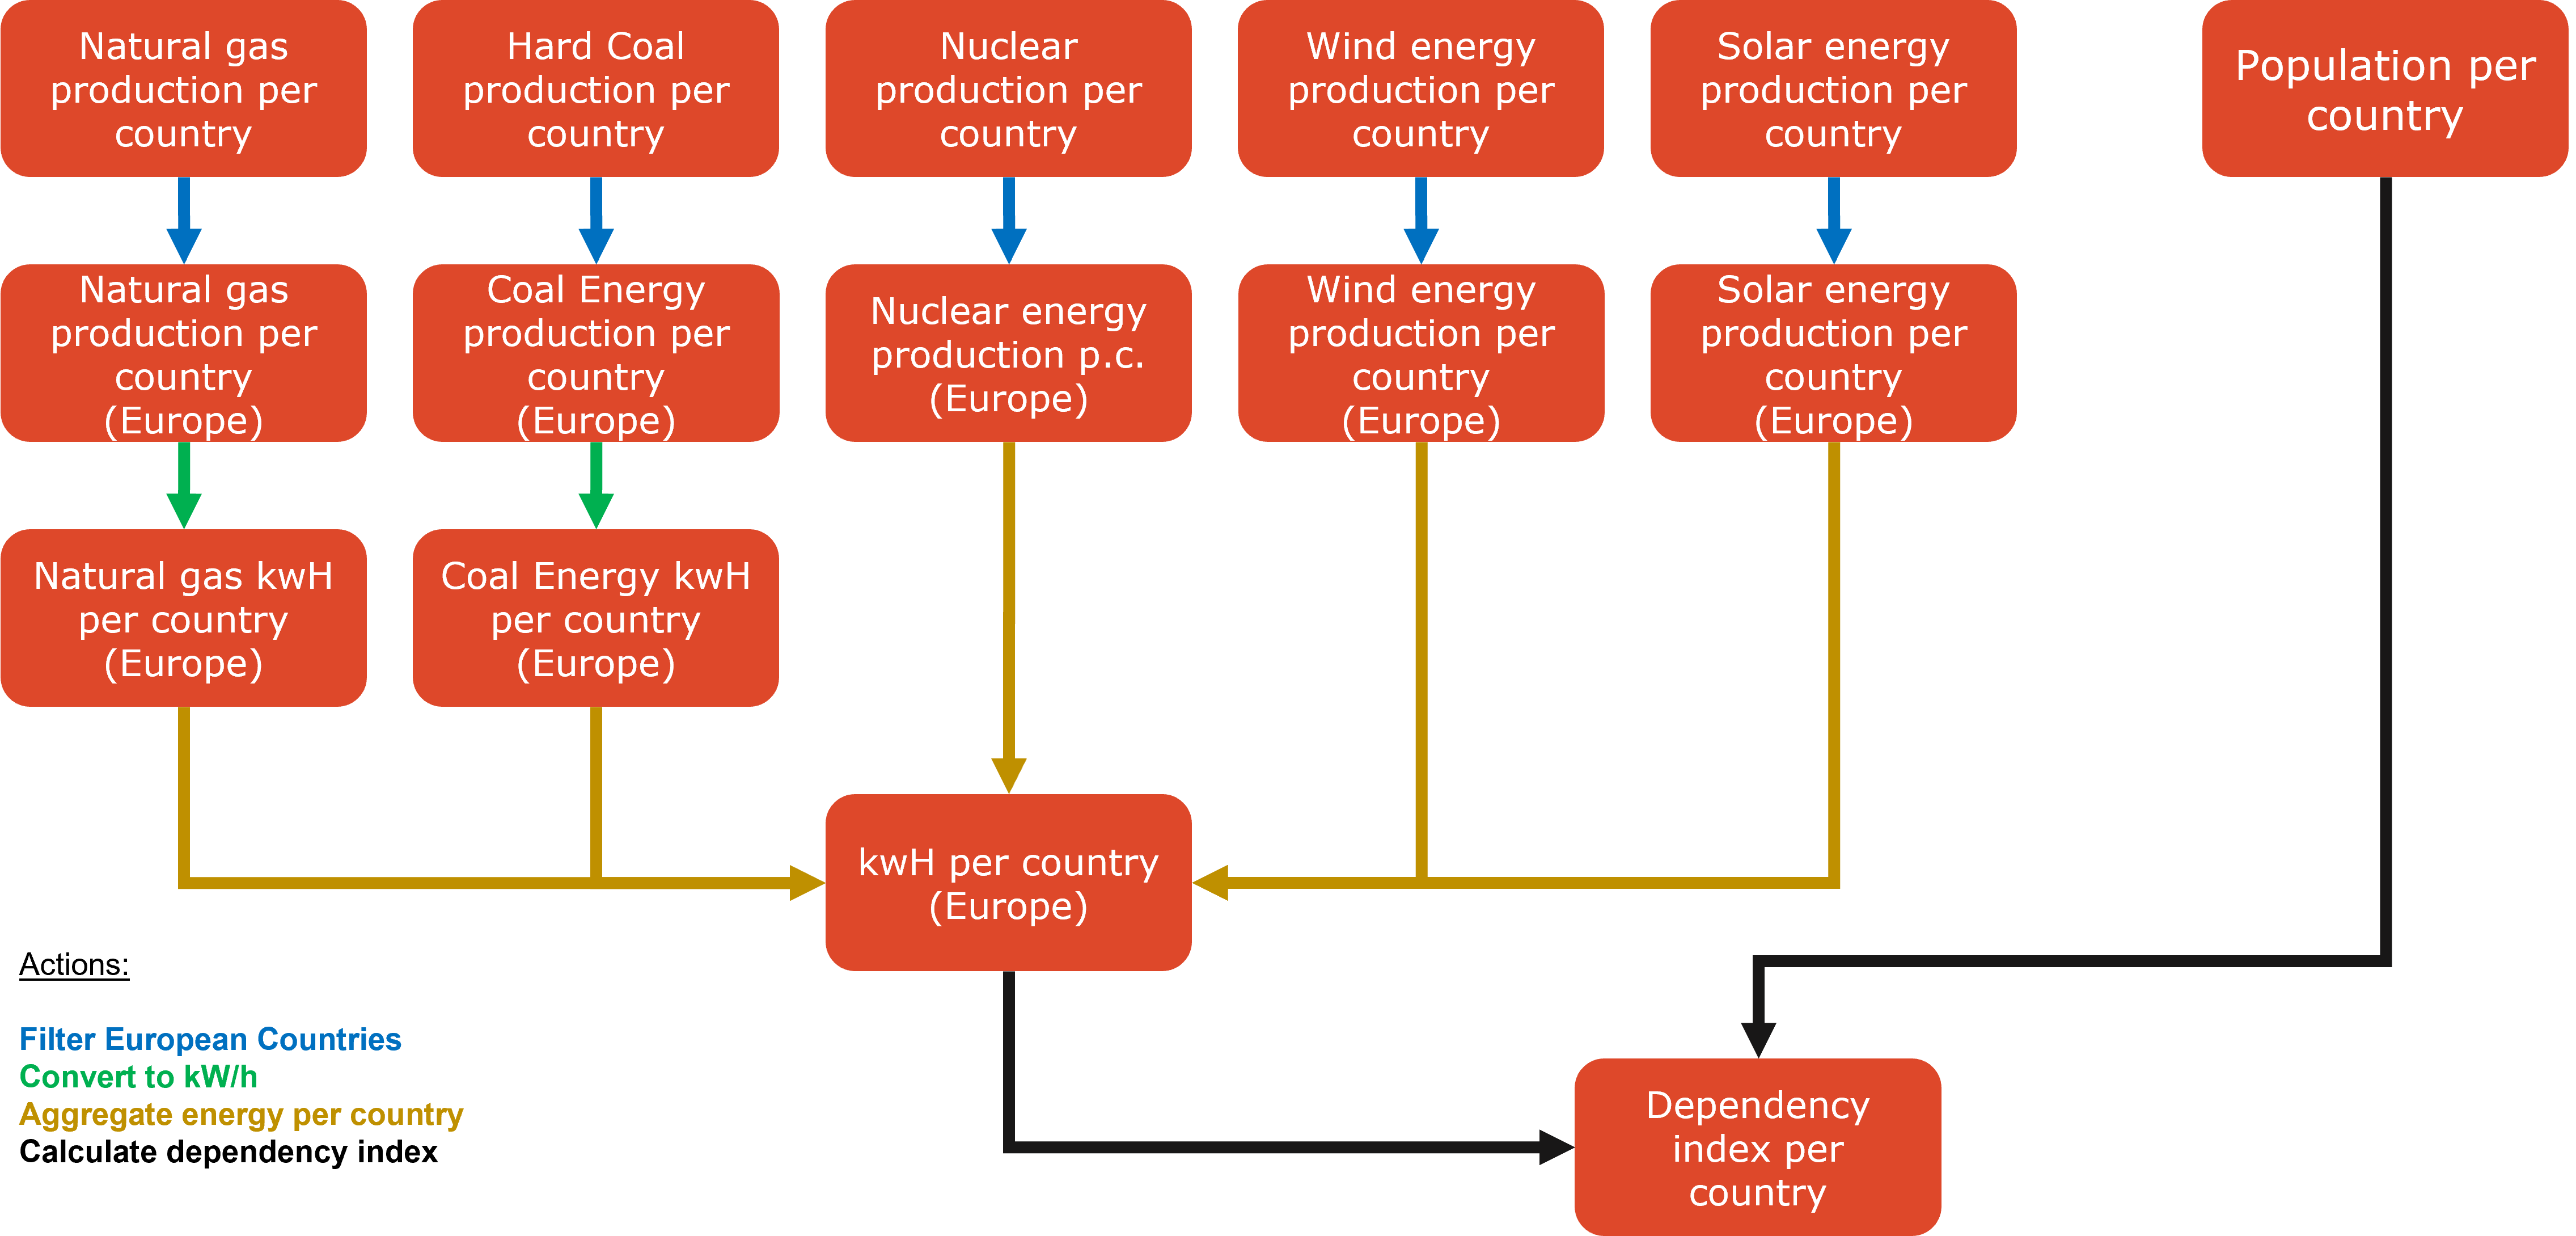 Natural gas
production per
country
Hard Coal
production per
country
Nuclear
production per
country
Wind energy
production per
country
Solar energy
production per
country
Population per
country
Natural gas
production per
country
(Europe)
Coal Energy
production per
country
(Europe)
Nuclear energy
production p.c.
(Europe)
Wind energy
production per
country
(Europe)
Solar energy
production per
country
(Europe)
Natural gas kwH
per country
(Europe)
Coal Energy kwH
per country
(Europe)
kwH per country
(Europe)
Dependency
index per
country
Actions:
Filter European Countries
Convert to kW/h
Aggregate energy per country
Calculate dependency index